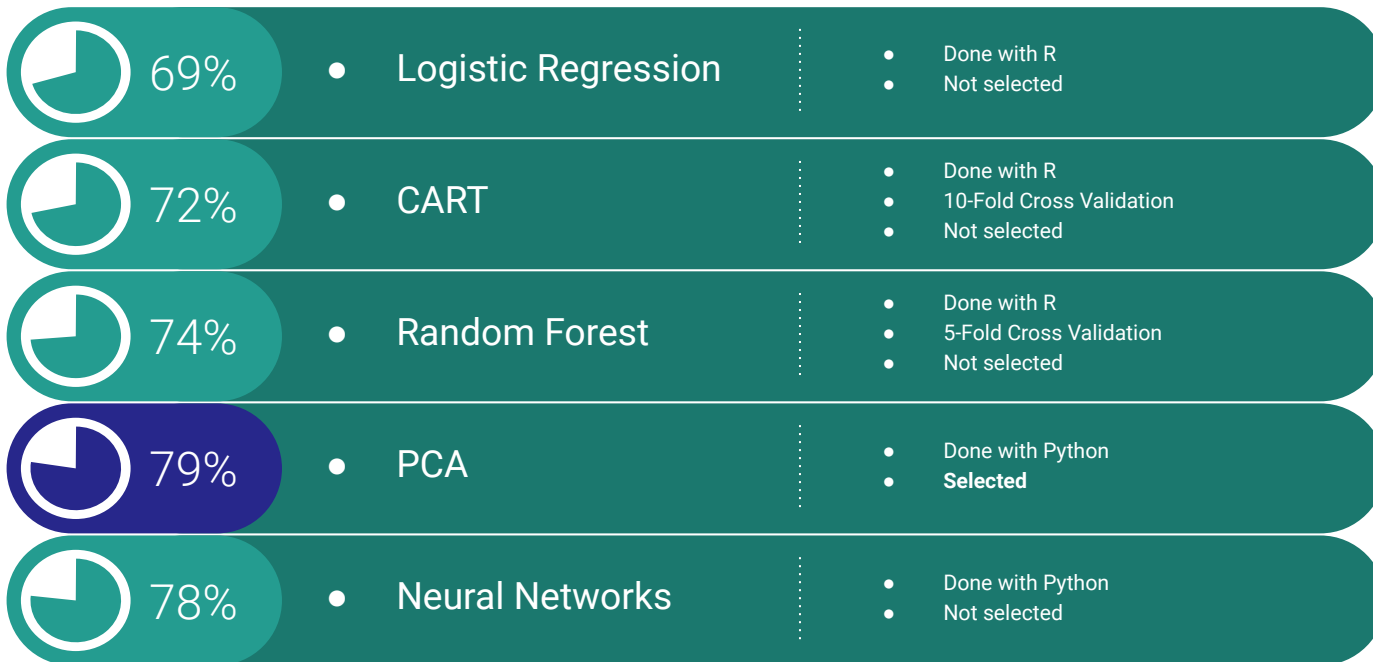 69%
Logistic Regression
Done with R
Not selected
72%
CART
Done with R
10-Fold Cross Validation
Not selected
74%
Random Forest
Done with R
5-Fold Cross Validation
Not selected
79%
PCA
Done with Python
Selected
78%
Neural Networks
Done with Python
Not selected